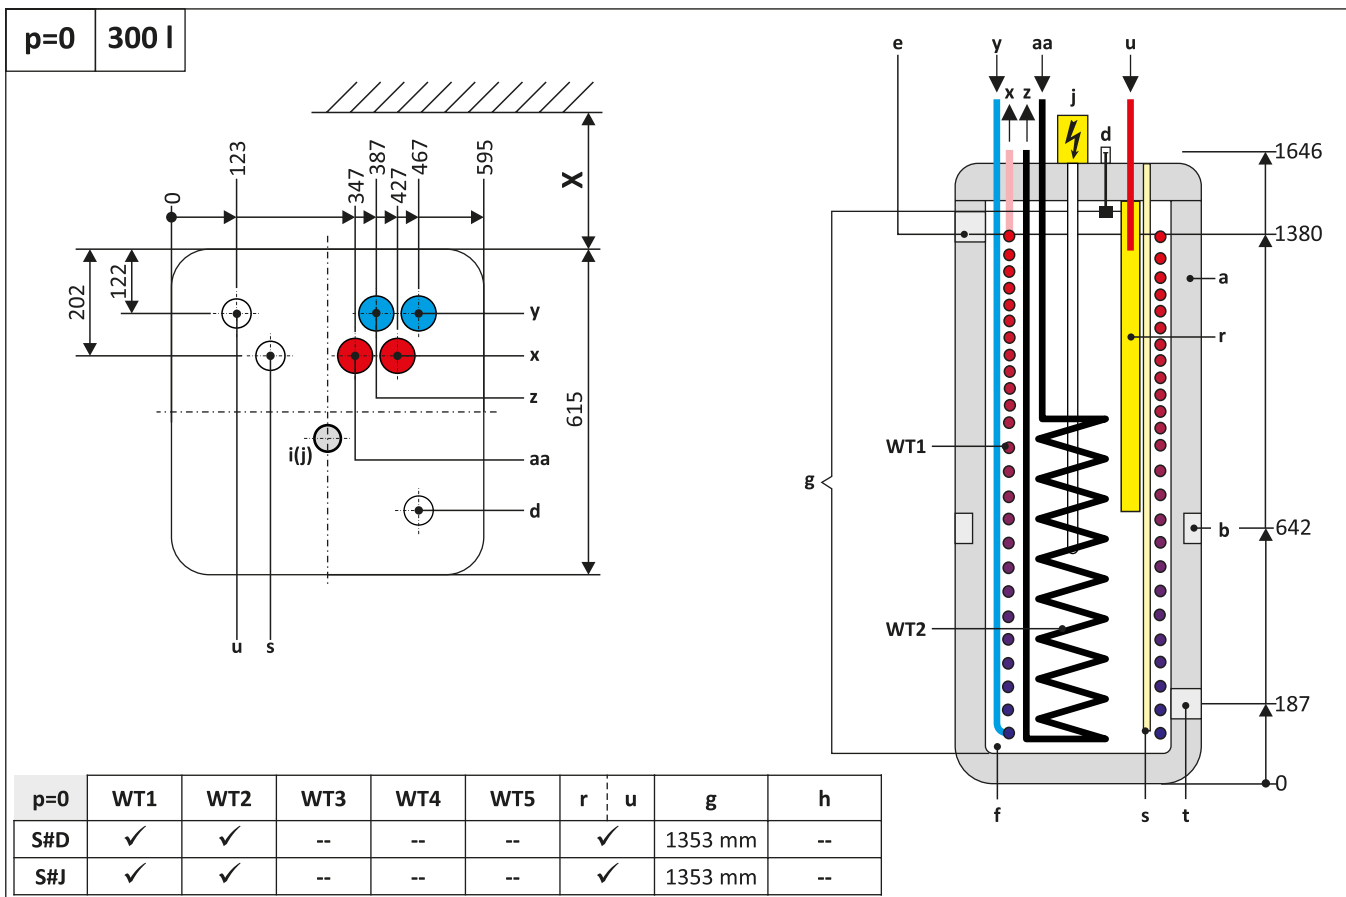 p=0 300 l
0 123 347 387 427 467 595 X
202 122 615
y
x
z
aa
d
i(j)
u s
e y aa u
x z j d
1646
1380
a
r
WT1
g
b 642
WT2
187
0
f s t
p=0 WT1 WT2 WT3 WT4 WT5 r u g h
S#D ✓ ✓ -- -- -- ✓ 1353 mm --
S#J ✓ ✓ -- -- -- ✓ 1353 mm --